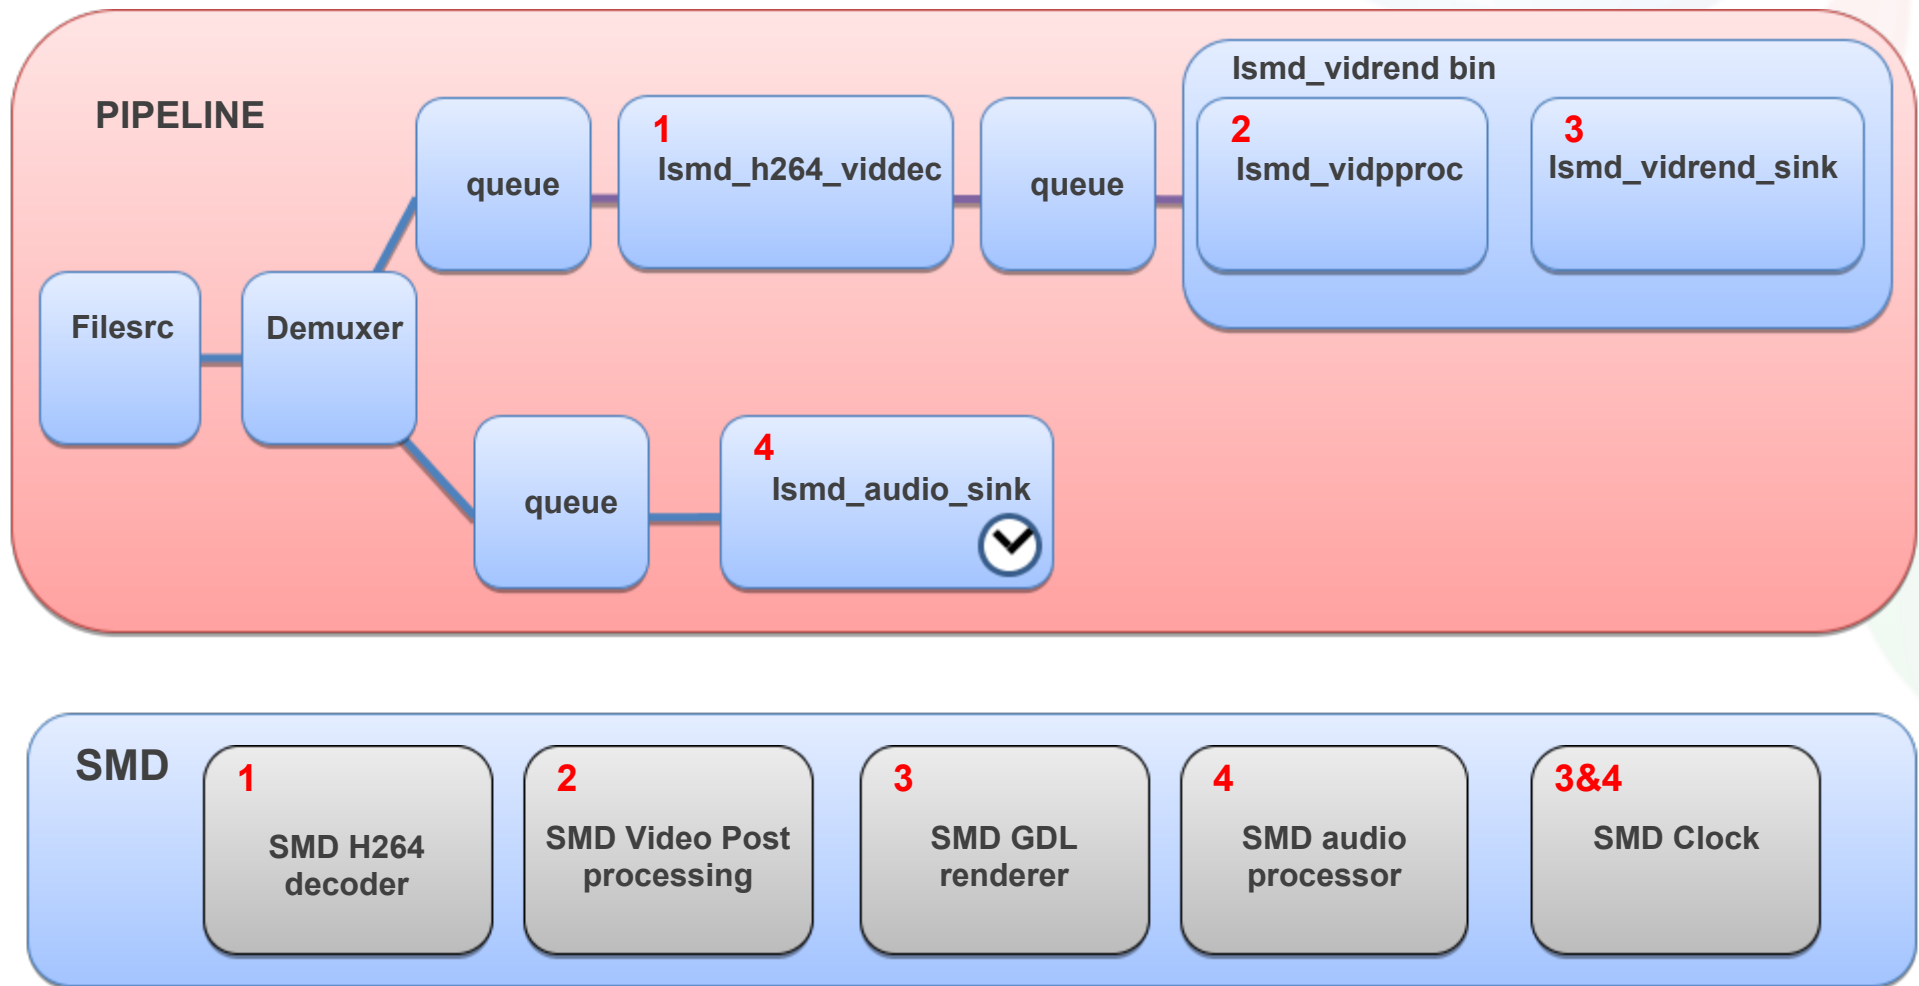 PIPELINE
Ismd_vidrend bin
queue
1
Ismd_h264_viddec
queue
2
Ismd_vidpproc
3
Ismd_vidrend_sink
Filesrc
Demuxer
queue
4
Ismd_audio_sink
SMD
1
SMD H264
decoder
2
SMD Video Post
processing
3
SMD GDL
renderer
4
SMD audio
processor
3&4
SMD Clock